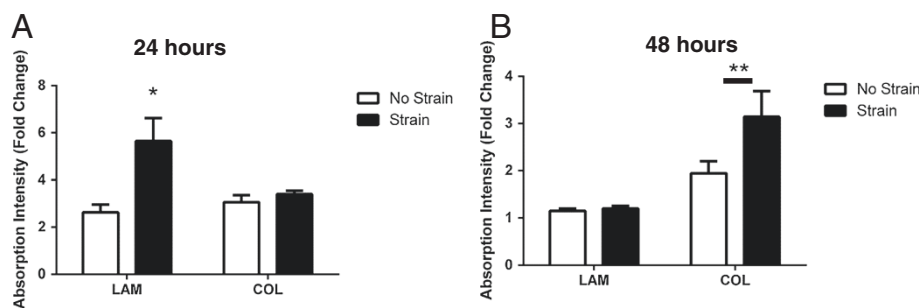 A
24 hours
Absorption Intensity (Fold Change)
8
6
4
2
0
*
LAM
COL
No Strain
Strain
B
48 hours
Absorption Intensity (Fold Change)
4
3
2
1
0
**
LAM
COL
No Strain
Strain